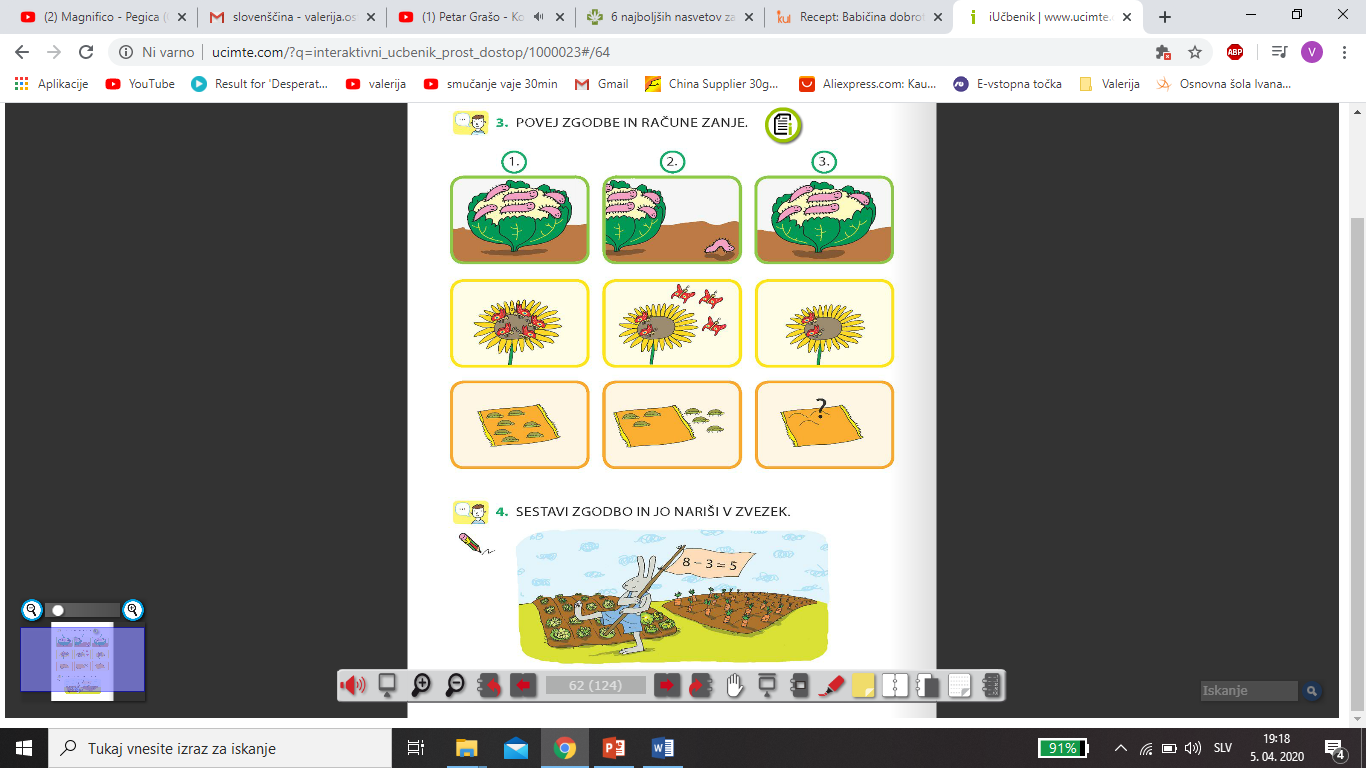 (2) Magnifico - Pegica (
slovenščina - valerija.os
(1) Petar Grašo - Ko
6 najboljših nasvetov za
Recept: Babičina dobrot
iUčbenik | www.ucimte.
Ni varno | ucimte.com/?q=interaktivni_ucbenik_prost_dostop/1000023#/64
ABP
V
Aplikacije
YouTube
Result for 'Desperat...
valerija
smučanje vaje 30min
Gmail
China Supplier 30g...
Aliexpress.com: Kau...
E-vstopna točka
Valerija
Osnovna šola Ivana...
3. POVEJ ZGODBE IN RAČUNE ZANJE.
1. 2. 3.
?
4. SESTAVI ZGODBO IN JO NARIŠI V ZVEZEK.
8 – 3 = 5
62 (124)
Iskanje
Tukaj vnesite izraz za iskanje
91%
SLV
19:18
5. 04. 2020
4